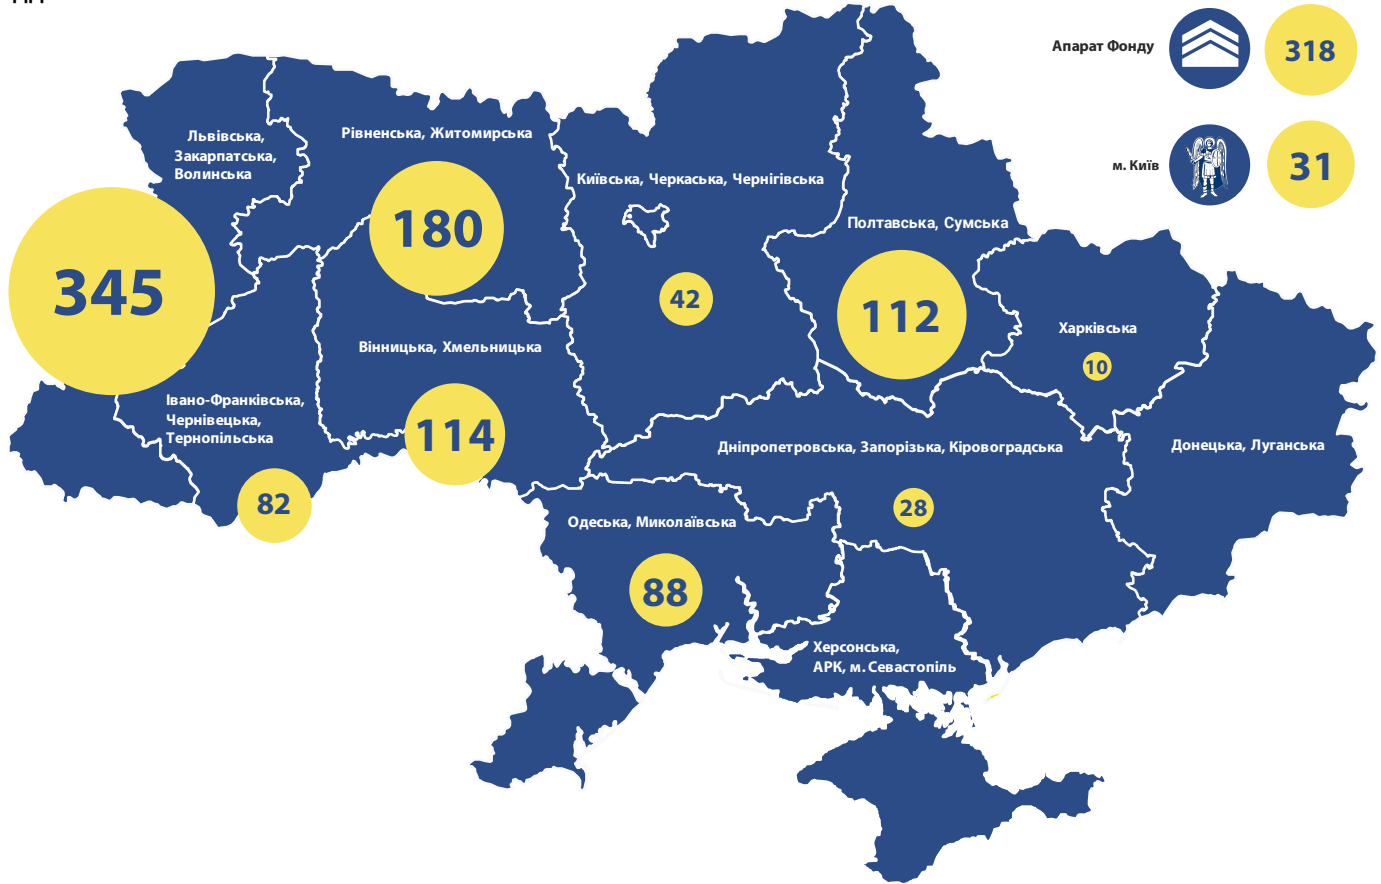 Апарат Фонду
318
м. Київ
31
Львівська,
Закарпатська,
Волинська
345
Рівненська, Житомирська
180
Київська, Черкаська, Чернігівська
42
Полтавська, Сумська
112
Харківська
10
Вінницька, Хмельницька
114
Івано-Франківська,
Чернівецька,
Тернопільська
82
Дніпропетровська, Запорізька, Кіровоградська
28
Донецька, Луганська
Одеська, Миколаївська
88
Херсонська,
АРК, м. Севастополь